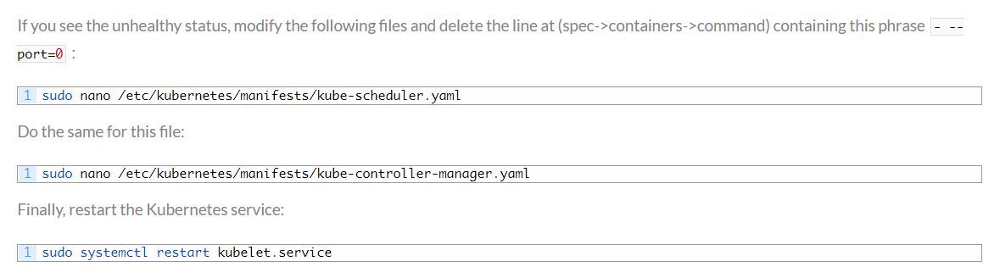 If you see the unhealthy status, modify the following files and delete the line at (spec->containers->command) containing this phrase - --
port=0 :
1 sudo nano /etc/kubernetes/manifests/kube-scheduler.yaml
Do the same for this file:
1 sudo nano /etc/kubernetes/manifests/kube-controller-manager.yaml
Finally, restart the Kubernetes service:
1 sudo systemctl restart kubelet.service